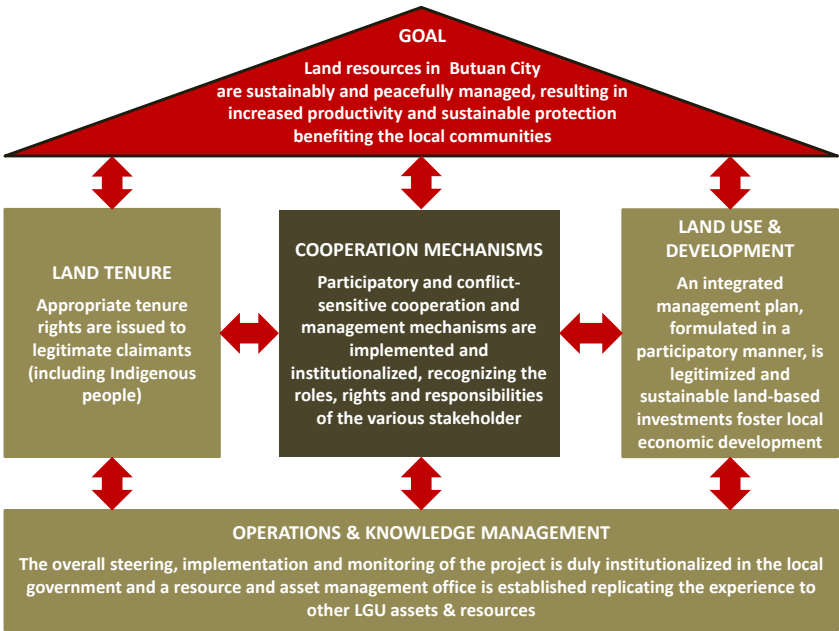 GOAL
Land resources in Butuan City
are sustainably and peacefully managed, resulting in
increased productivity and sustainable protection
benefiting the local communities
LAND TENURE
Appropriate tenure
rights are issued to
legitimate claimants
(including Indigenous
people)
COOPERATION MECHANISMS
Participatory and conflict-
sensitive cooperation and
management mechanisms are
implemented and
institutionalized, recognizing the
roles, rights and responsibilities
of the various stakeholder
LAND USE &
DEVELOPMENT
An integrated
management plan,
formulated in a
participatory manner, is
legitimized and
sustainable land-based
investments foster local
economic development
OPERATIONS & KNOWLEDGE MANAGEMENT
The overall steering, implementation and monitoring of the project is duly institutionalized in the local
government and a resource and asset management office is established replicating the experience to
other LGU assets & resources